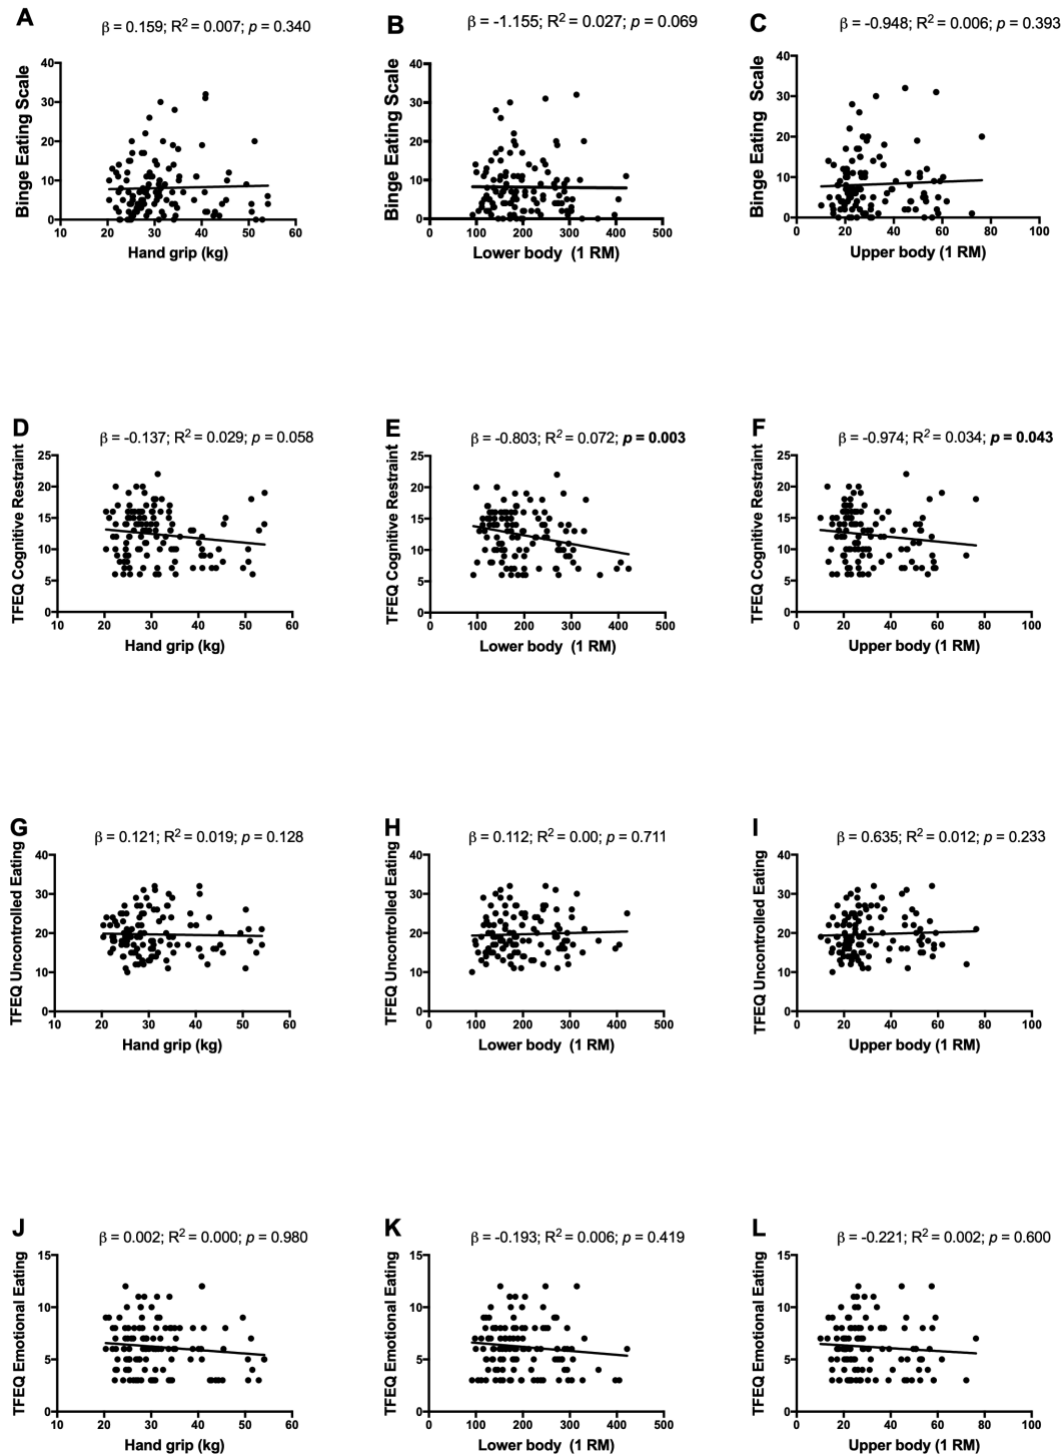 A
β = 0.159; R² = 0.007; p = 0.340
Binge Eating Scale
40
30
20
10
0
10 20 30 40 50 60
Hand grip (kg)
B
β = -1.155; R² = 0.027; p = 0.069
Binge Eating Scale
40
30
20
10
0
0 100 200 300 400 500
Lower body (1 RM)
C
β = -0.948; R² = 0.006; p = 0.393
Binge Eating Scale
40
30
20
10
0
0 20 40 60 80 100
Upper body (1 RM)
D
β = -0.137; R² = 0.029; p = 0.058
TFEQ Cognitive Restraint
25
20
15
10
5
0
10 20 30 40 50 60
Hand grip (kg)
E
β = -0.803; R² = 0.072; p = 0.003
TFEQ Cognitive Restraint
25
20
15
10
5
0
0 100 200 300 400 500
Lower body (1 RM)
F
β = -0.974; R² = 0.034; p = 0.043
TFEQ Cognitive Restraint
25
20
15
10
5
0
0 20 40 60 80 100
Upper body (1 RM)
G
β = 0.121; R² = 0.019; p = 0.128
TFEQ Uncontrolled Eating
40
30
20
10
0
10 20 30 40 50 60
Hand grip (kg)
H
β = 0.112; R² = 0.00; p = 0.711
TFEQ Uncontrolled Eating
40
30
20
10
0
0 100 200 300 400 500
Lower body (1 RM)
I
β = 0.635; R² = 0.012; p = 0.233
TFEQ Uncontrolled Eating
40
30
20
10
0
0 20 40 60 80 100
Upper body (1 RM)
J
β = 0.002; R² = 0.000; p = 0.980
TFEQ Emotional Eating
15
10
5
0
10 20 30 40 50 60
Hand grip (kg)
K
β = -0.193; R² = 0.006; p = 0.419
TFEQ Emotional Eating
15
10
5
0
0 100 200 300 400 500
Lower body (1 RM)
L
β = -0.221; R² = 0.002; p = 0.600
TFEQ Emotional Eating
15
10
5
0
0 20 40 60 80 100
Upper body (1 RM)